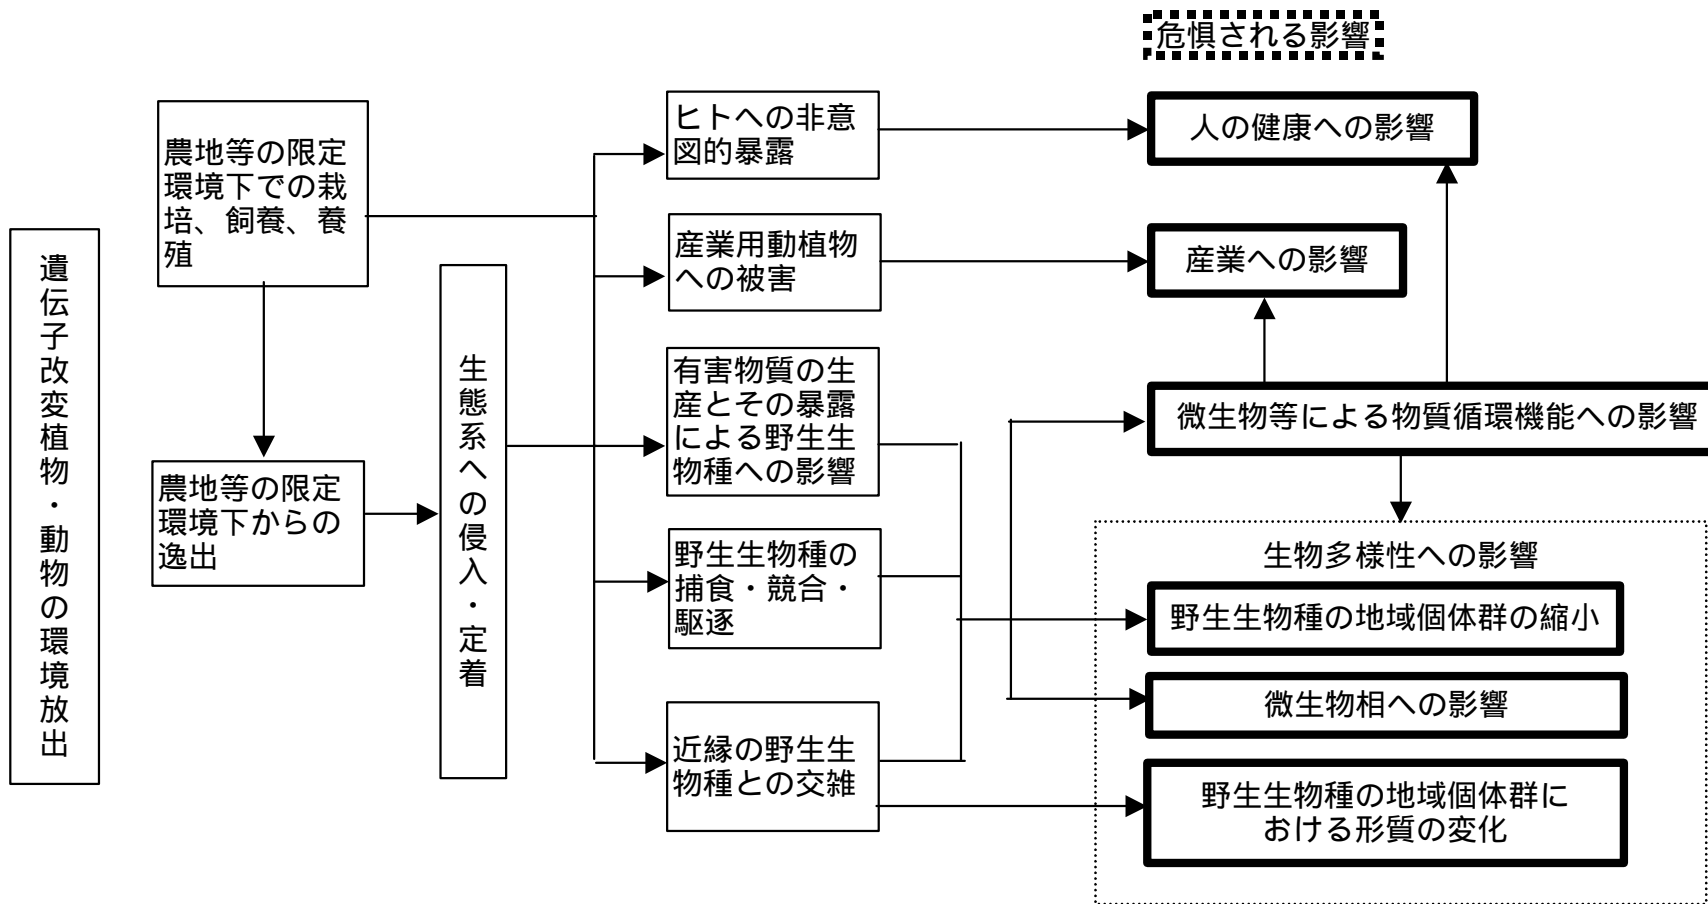 危惧される影響
遺伝子改変植物・動物の環境放出
農地等の限定
環境下での栽
培、飼養、養
殖
農地等の限定
環境下からの
逸出
生態系への侵入・定着
ヒトへの非意
図的暴露
産業用動植物
への被害
有害物質の生
産とその暴露
による野生生
物種への影響
野生生物種の
捕食・競合・
駆逐
近縁の野生生
物種との交雑
人の健康への影響
産業への影響
微生物等による物質循環機能への影響
生物多様性への影響
野生生物種の地域個体群の縮小
微生物相への影響
野生生物種の地域個体群に
おける形質の変化